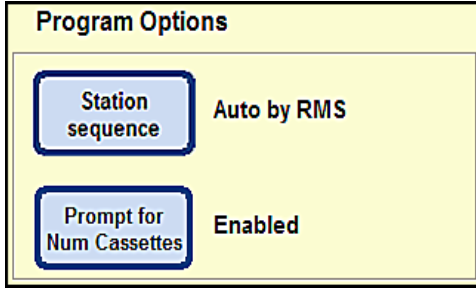 Program Options
Station
sequence
Auto by RMS
Prompt for
Num Cassettes
Enabled